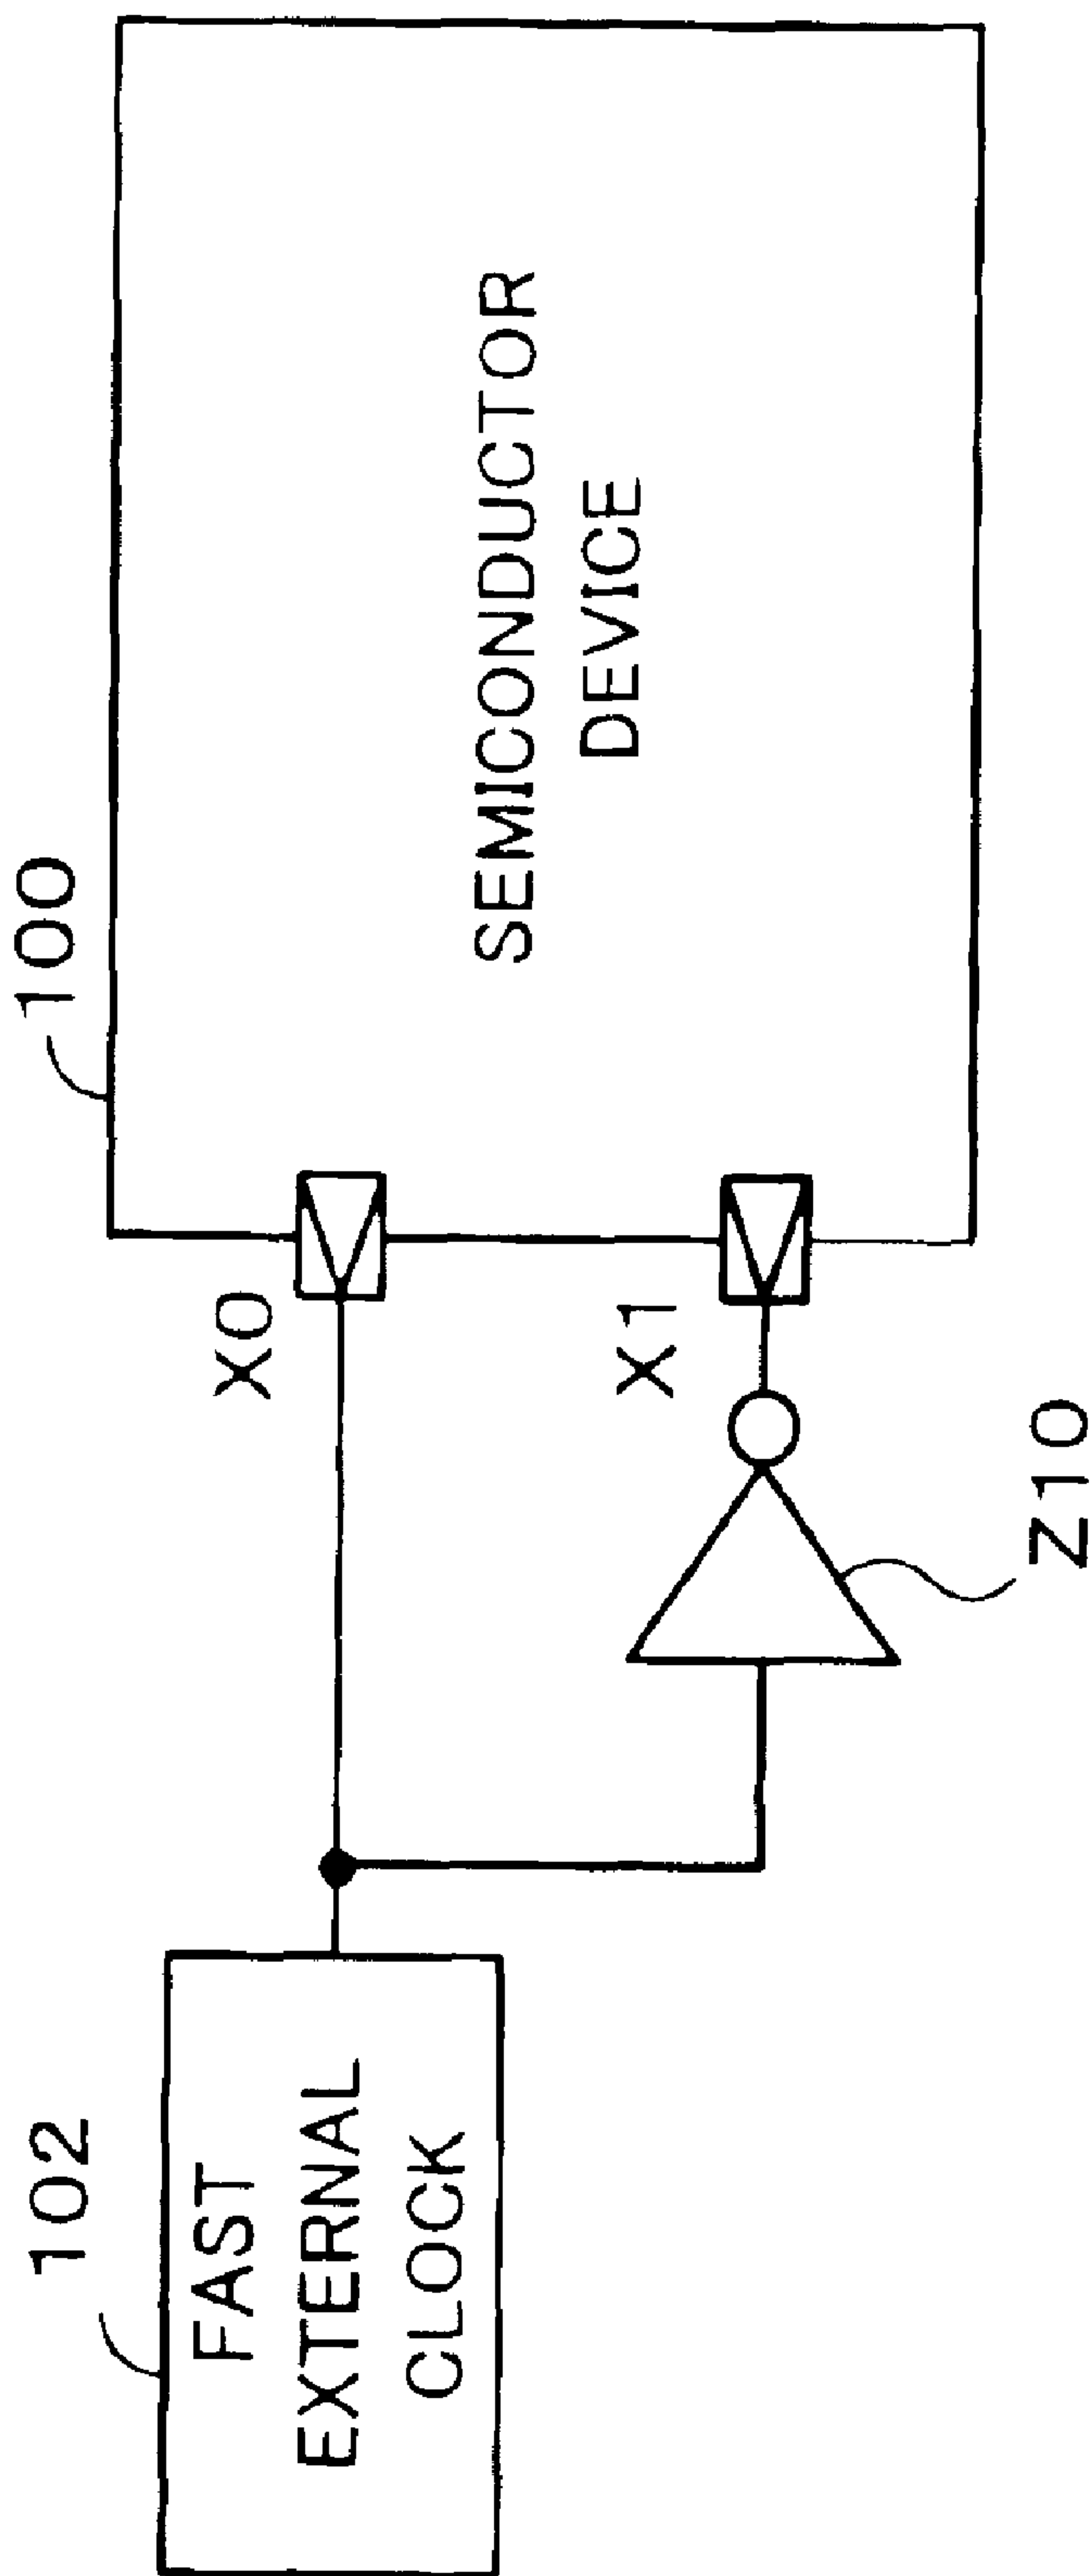 102
FAST
EXTERNAL
CLOCK
X0
X1
Z10
100
SEMICONDUCTOR
DEVICE